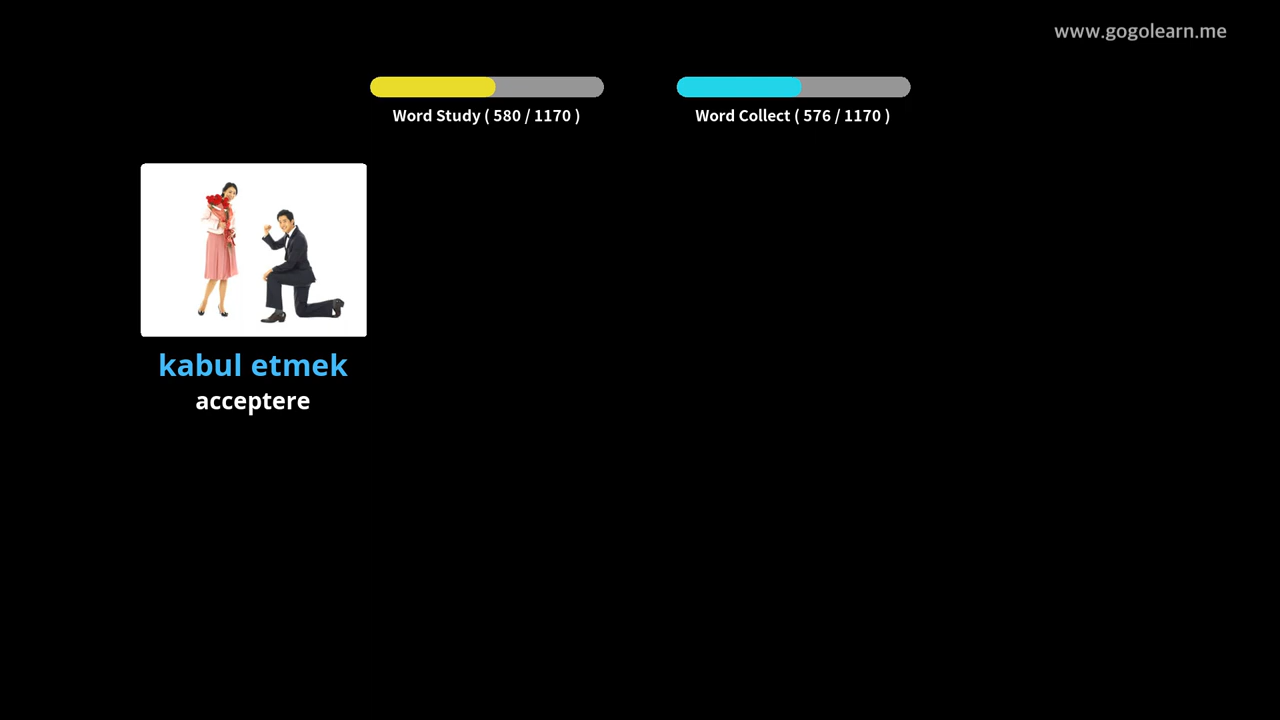 www.gogolearn.me
Word Study ( 580 / 1170 )
Word Collect ( 576 / 1170 )
kabul etmek
acceptere